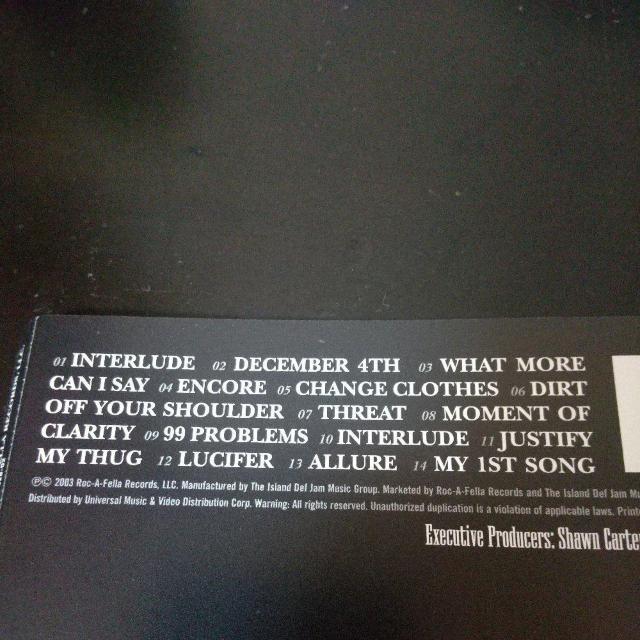 01 INTERLUDE 02 DECEMBER 4TH 03 WHAT MORE
CAN I SAY 04 ENCORE 05 CHANGE CLOTHES 06 DIRT
OFF YOUR SHOULDER 07 THREAT 08 MOMENT OF
CLARITY 09 99 PROBLEMS 10 INTERLUDE 11 JUSTIFY
MY THUG 12 LUCIFER 13 ALLURE 14 MY 1ST SONG
℗© 2003 Roc-A-Fella Records, LLC. Manufactured by The Island Def Jam Music Group. Marketed by Roc-A-Fella Records and The Island Def Jam
Distributed by Universal Music & Video Distribution Corp. Warning: All rights reserved. Unauthorized duplication is a violation of applicable laws.
Executive Producers: Shawn